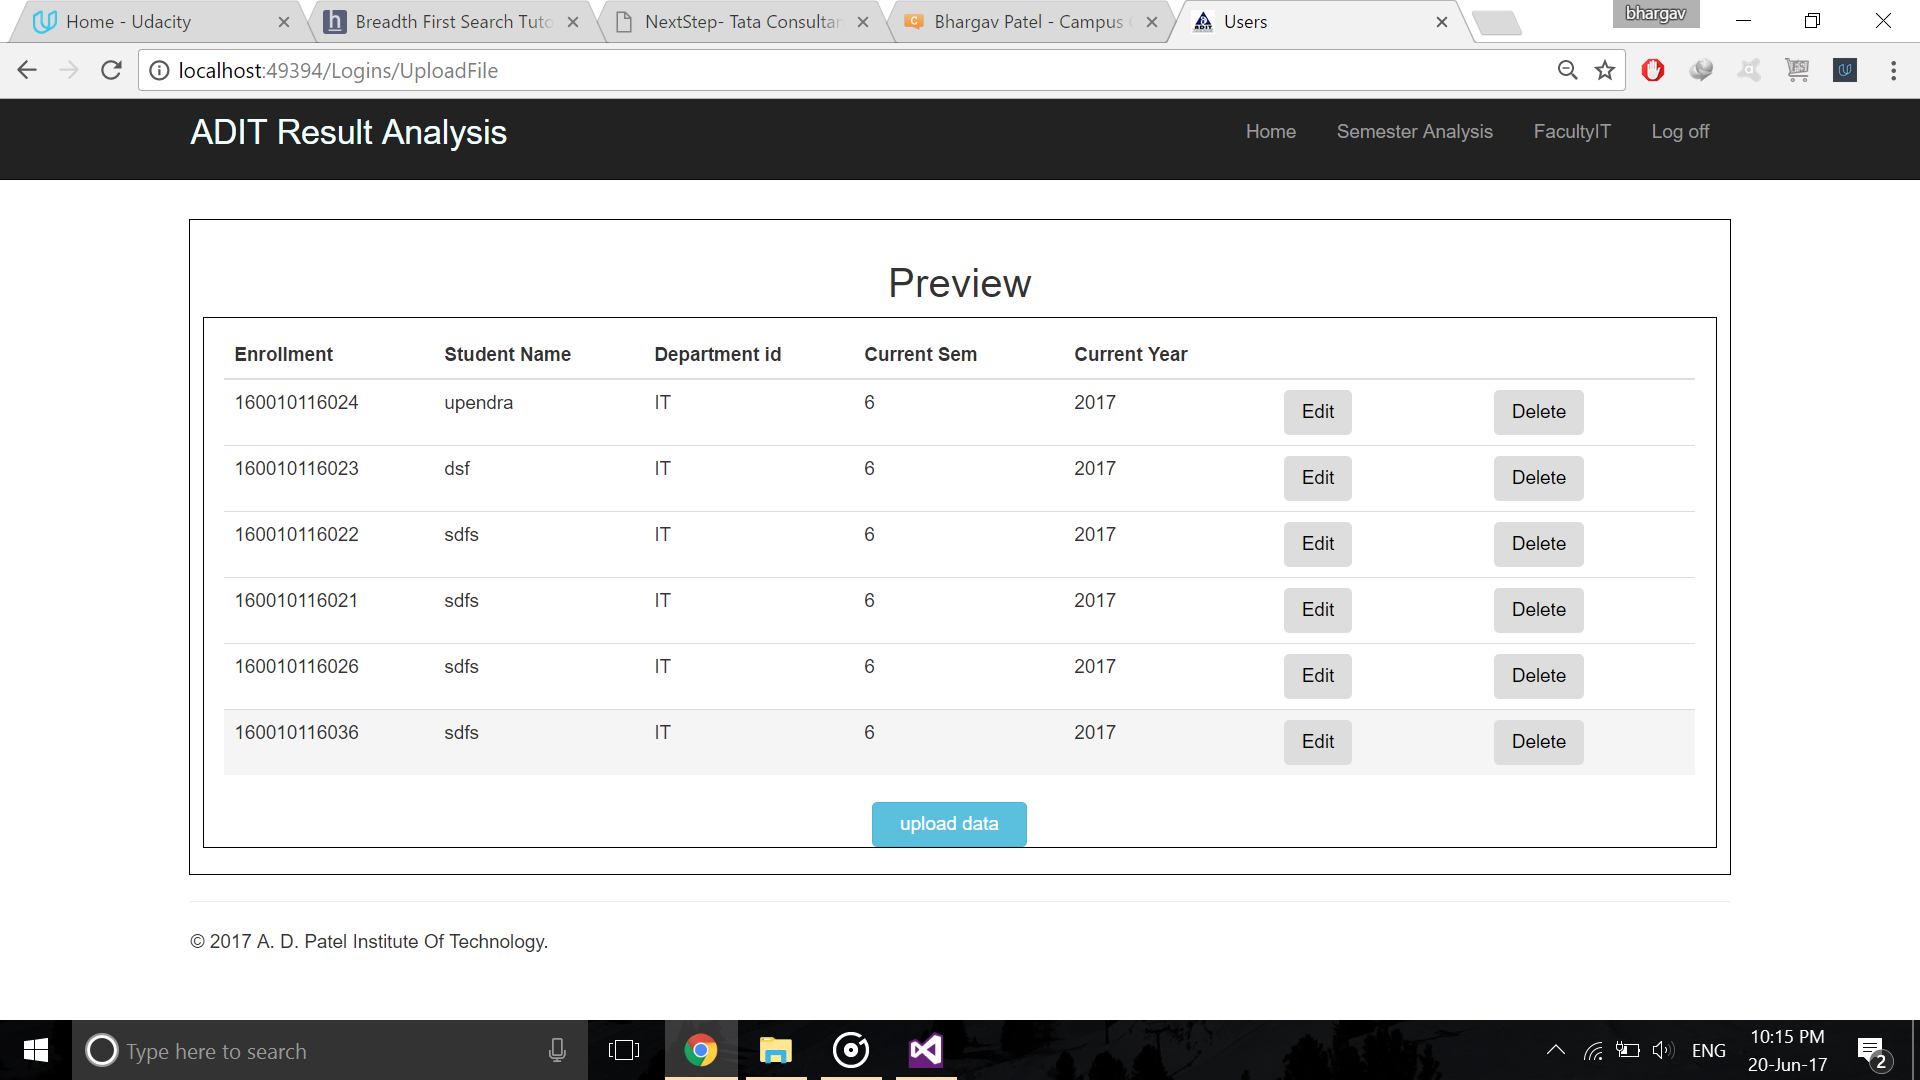 Home - Udacity
Breadth First Search Tuto
NextStep- Tata Consultan
Bhargav Patel - Campus
Users
bhargav
localhost:49394/Logins/UploadFile
ADIT Result Analysis
Home Semester Analysis FacultyIT Log off
Preview
Enrollment Student Name Department id Current Sem Current Year
160010116024 upendra IT 6 2017 Edit Delete
160010116023 dsf IT 6 2017 Edit Delete
160010116022 sdfs IT 6 2017 Edit Delete
160010116021 sdfs IT 6 2017 Edit Delete
160010116026 sdfs IT 6 2017 Edit Delete
160010116036 sdfs IT 6 2017 Edit Delete
upload data
© 2017 A. D. Patel Institute Of Technology.
Type here to search
ENG
10:15 PM
20-Jun-17
2